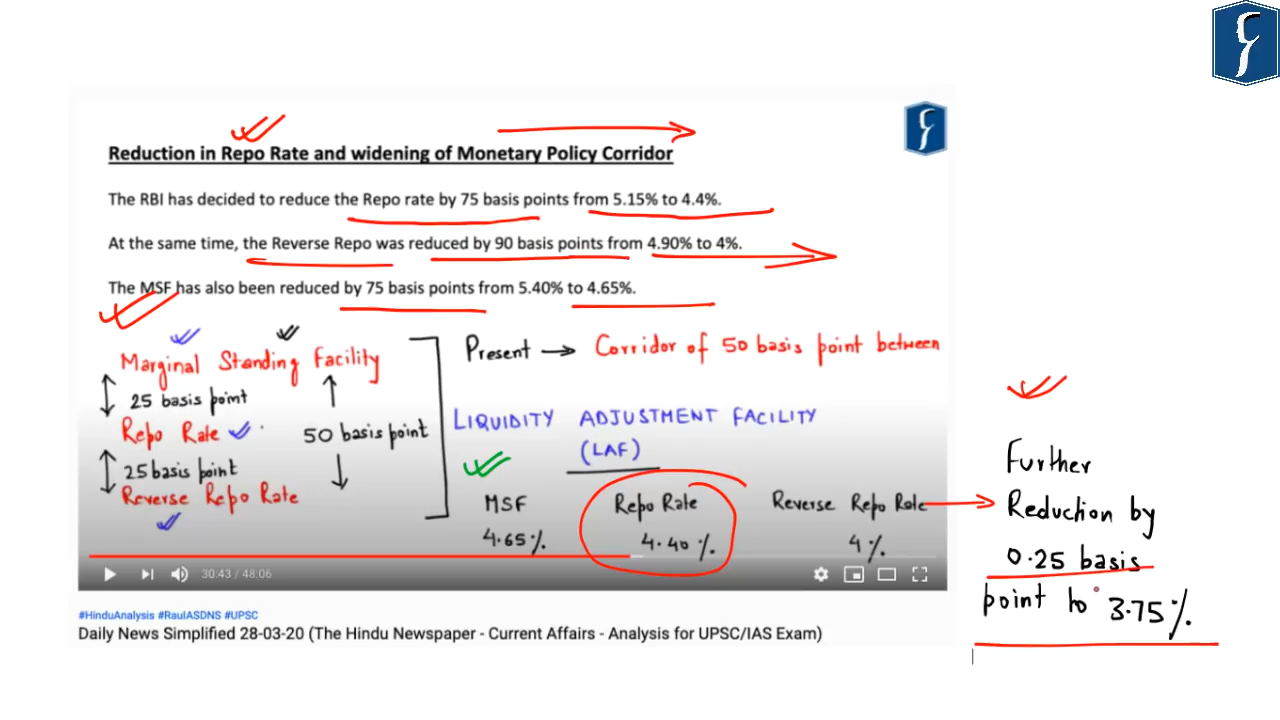 Reduction in Repo Rate and widening of Monetary Policy Corridor
The RBI has decided to reduce the Repo rate by 75 basis points from 5.15% to 4.4%.
At the same time, the Reverse Repo was reduced by 90 basis points from 4.90% to 4%.
The MSF has also been reduced by 75 basis points from 5.40% to 4.65%.
Marginal Standing Facility
25 basis point
Repo Rate
25 basis point
Reverse Repo Rate
50 basis point
Present → Corridor of 50 basis point between
LIQUIDITY ADJUSTMENT FACILITY
(LAF)
MSF Repo Rate Reverse Repo Rate
4.65% 4.40% 4%
Further
Reduction by
0.25 basis
point to 3.75%.
30:43 / 48:06
#HinduAnalysis #RauIASDNS #UPSC
Daily News Simplified 28-03-20 (The Hindu Newspaper - Current Affairs - Analysis for UPSC/IAS Exam)